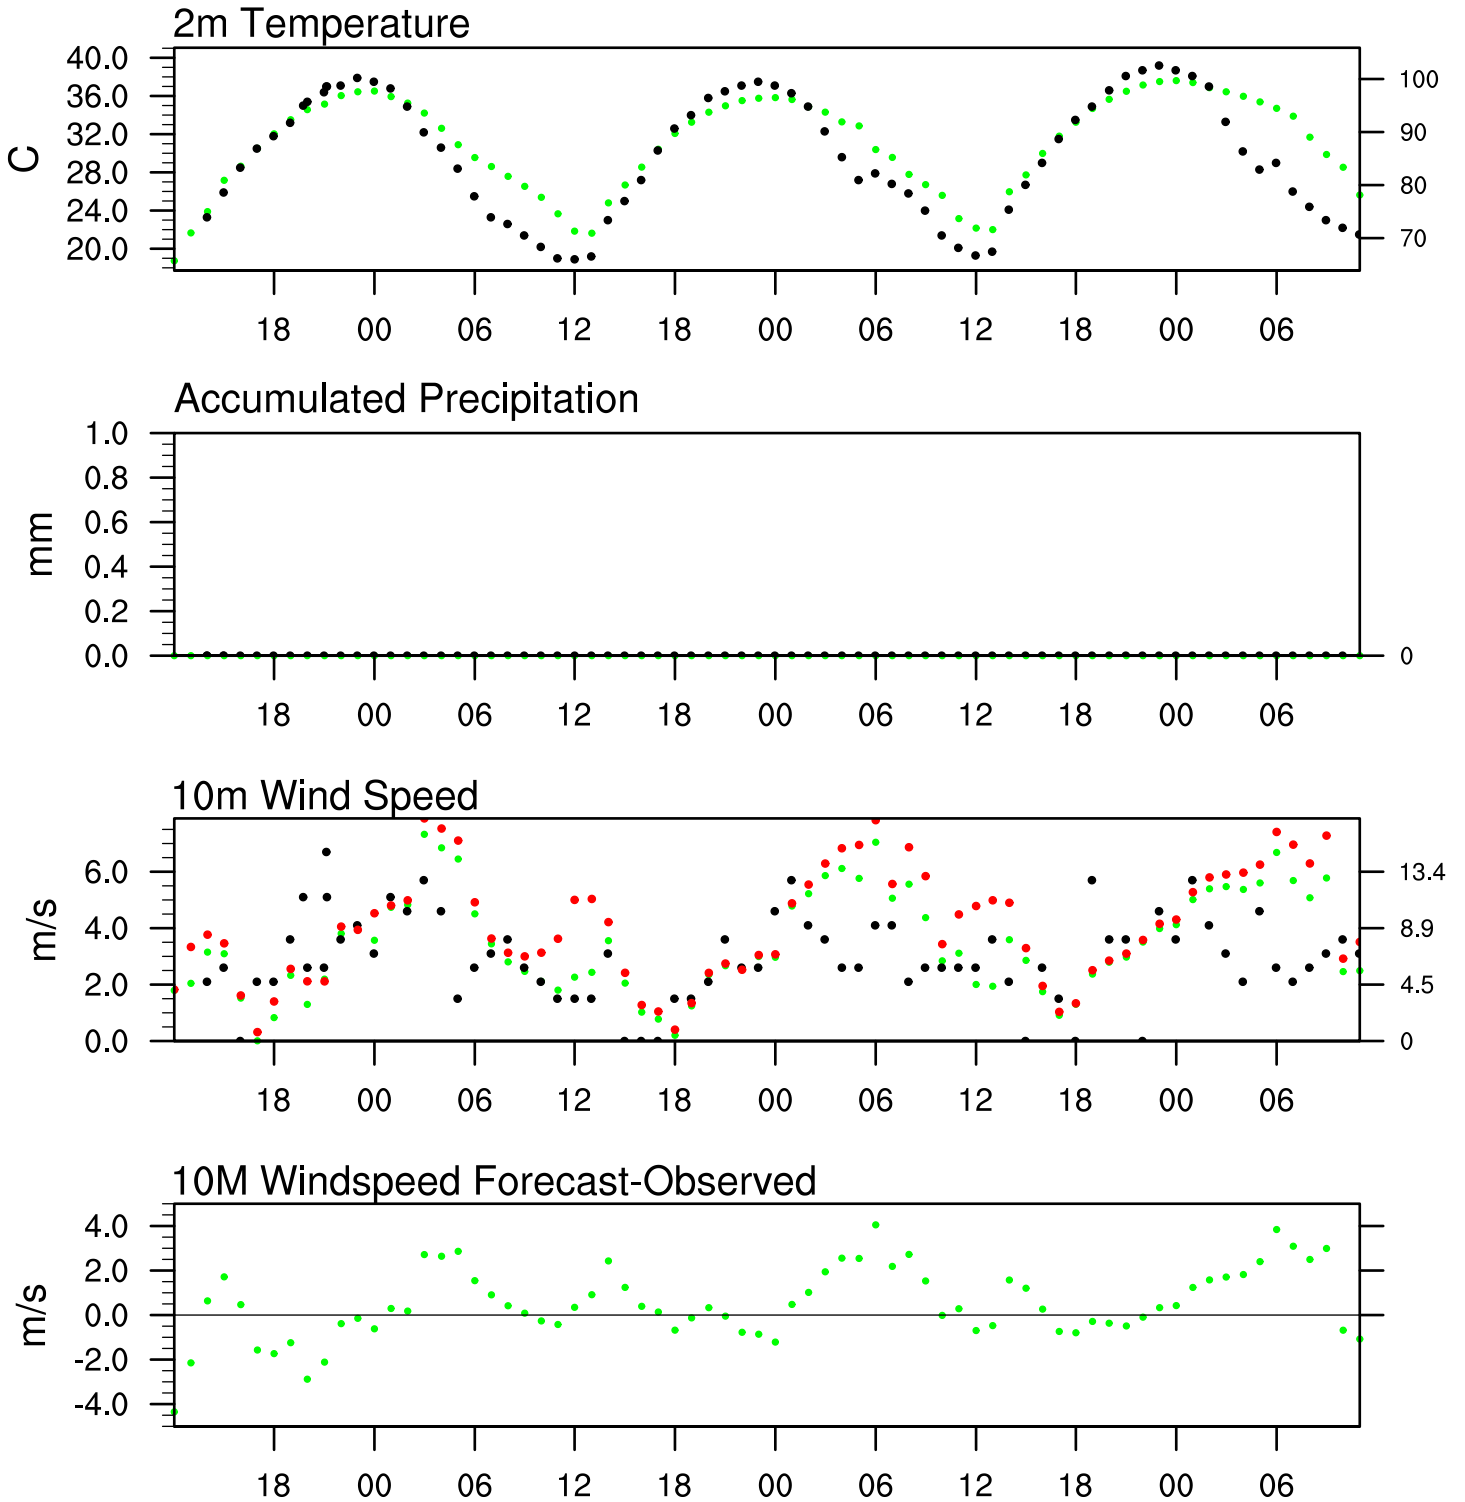 2m Temperature
40.0
36.0
32.0
28.0
24.0
20.0
C
100
90
80
70
18 00 06 12 18 00 06 12 18 00 06
Accumulated Precipitation
1.0
0.8
0.6
0.4
0.2
0.0
mm
0
18 00 06 12 18 00 06 12 18 00 06
10m Wind Speed
6.0
4.0
2.0
0.0
m/s
13.4
8.9
4.5
0
18 00 06 12 18 00 06 12 18 00 06
10M Windspeed Forecast-Observed
4.0
2.0
0.0
-2.0
-4.0
m/s
18 00 06 12 18 00 06 12 18 00 06